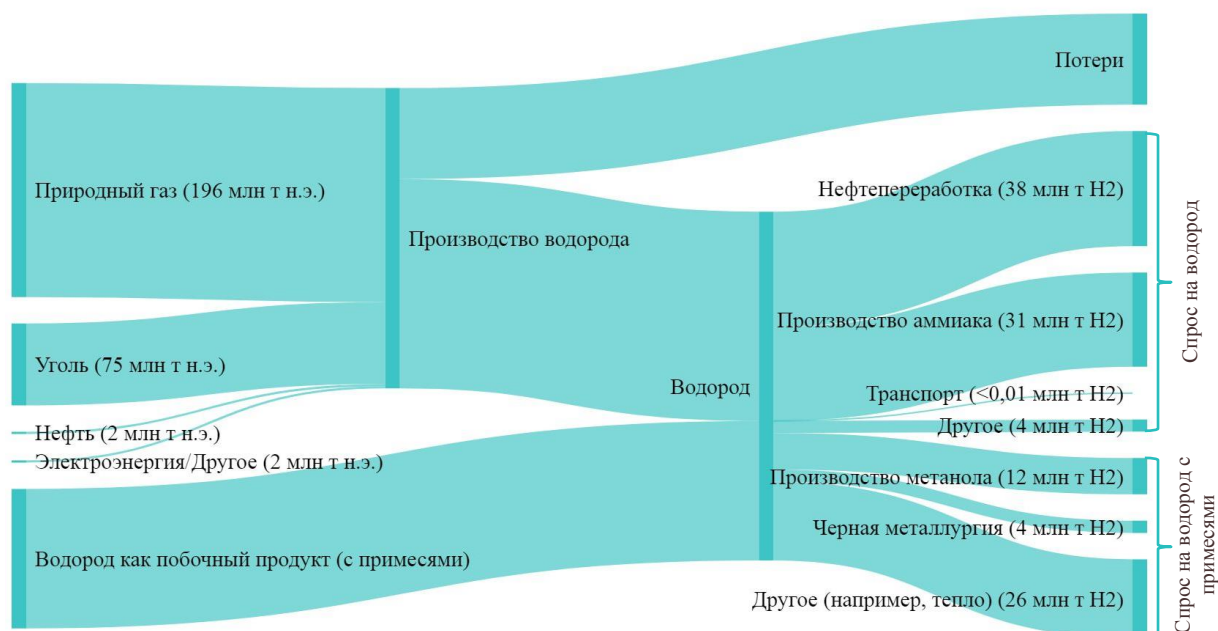 Потери
Природный газ (196 млн т н.э.)
Нефтепереработка (38 млн т H2)
Производство водорода
Производство аммиака (31 млн т H2)
Уголь (75 млн т н.э.)
Водород
Транспорт (<0,01 млн т H2)
Нефть (2 млн т н.э.)
Другое (4 млн т H2)
Электроэнергия/Другое (2 млн т н.э.)
Производство метанола (12 млн т H2)
Черная металлургия (4 млн т H2)
Водород как побочный продукт (с примесями)
Другое (например, тепло) (26 млн т H2)
Спрос на водород
Спрос на водород с
примесями